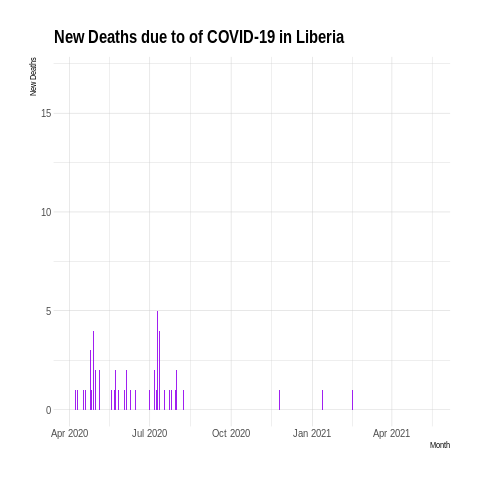 New Deaths due to of COVID-19 in Liberia
New Deaths
15
10
5
0
Apr 2020 Jul 2020 Oct 2020 Jan 2021 Apr 2021
Month